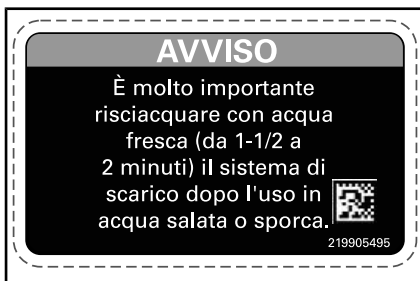 AVVISO
È molto importante
risciacquare con acqua
fresca (da 1-1/2 a
2 minuti) il sistema di
scarico dopo l'uso in
acqua salata o sporca.
219905495